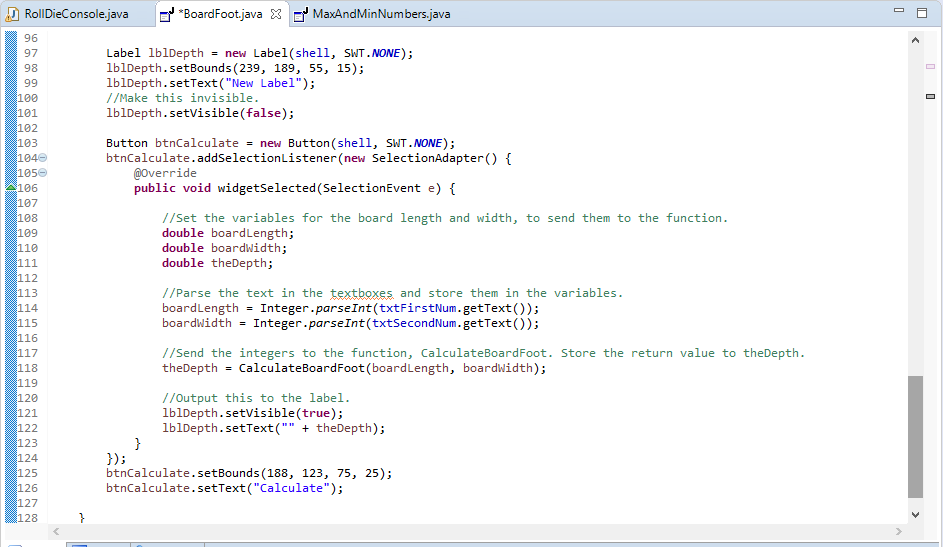 RollDieConsole.java *BoardFoot.java MaxAndMinNumbers.java
96
97 Label lblDepth = new Label(shell, SWT.NONE);
98 lblDepth.setBounds(239, 189, 55, 15);
99 lblDepth.setText("New Label");
100 //Make this invisible.
101 lblDepth.setVisible(false);
102
103 Button btnCalculate = new Button(shell, SWT.NONE);
104 btnCalculate.addSelectionListener(new SelectionAdapter() {
105 @Override
106 public void widgetSelected(SelectionEvent e) {
107
108 //Set the variables for the board length and width, to send them to the function.
109 double boardLength;
110 double boardWidth;
111 double theDepth;
112
113 //Parse the text in the textboxes and store them in the variables.
114 boardLength = Integer.parseInt(txtFirstNum.getText());
115 boardWidth = Integer.parseInt(txtSecondNum.getText());
116
117 //Send the integers to the function, CalculateBoardFoot. Store the return value to theDepth.
118 theDepth = CalculateBoardFoot(boardLength, boardWidth);
119
120 //Output this to the label.
121 lblDepth.setVisible(true);
122 lblDepth.setText("" + theDepth);
123 }
124 });
125 btnCalculate.setBounds(188, 123, 75, 25);
126 btnCalculate.setText("Calculate");
127
128 }